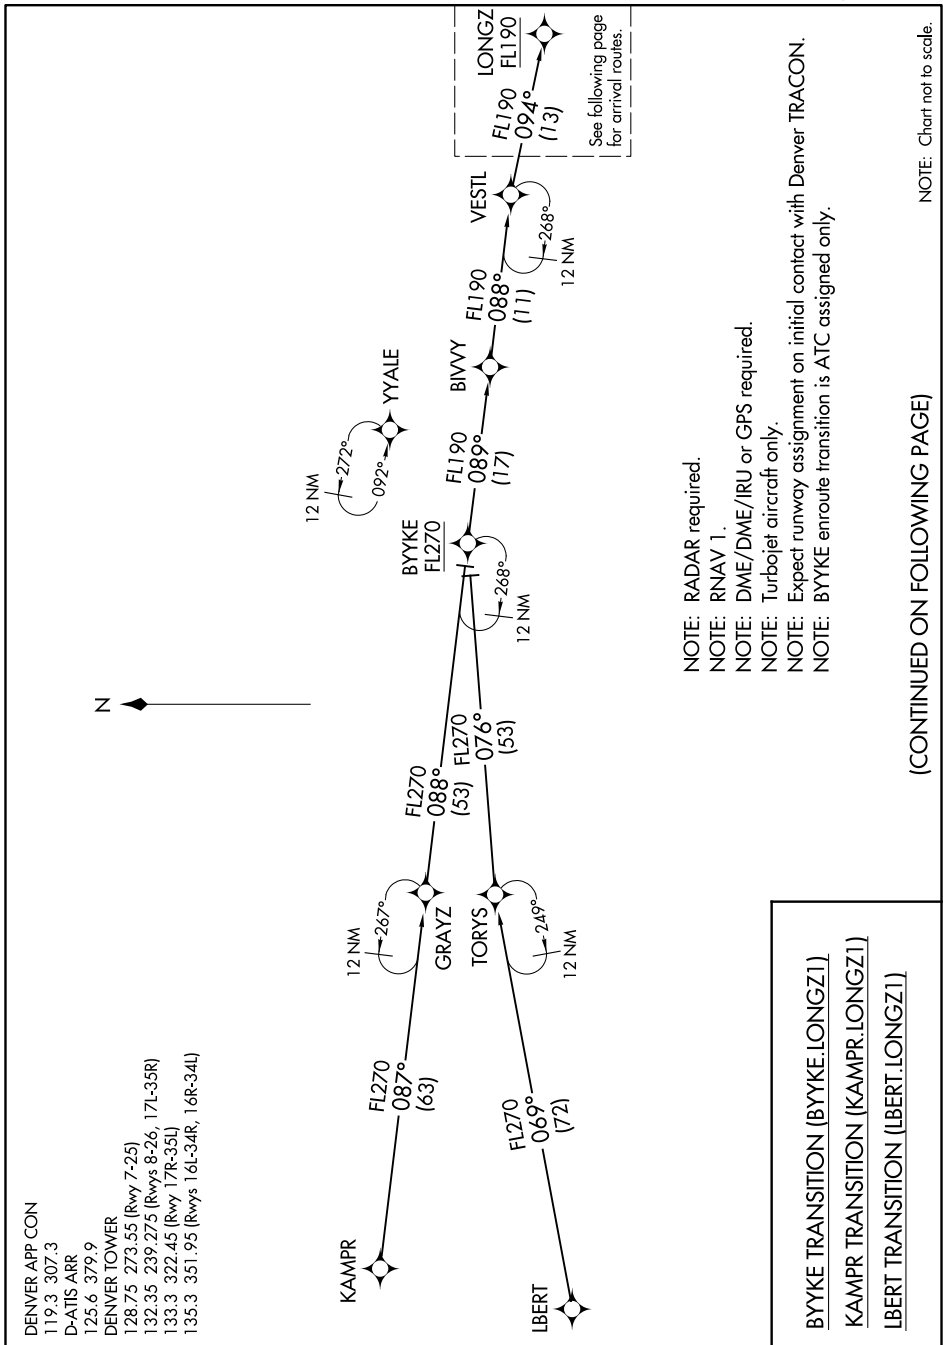 DENVER APP CON
119.3 307.3
D-ATIS ARR
125.6 379.9
DENVER TOWER
128.75 273.55 (Rwy 7-25)
132.35 239.275 (Rwys 8-26, 17L-35R)
133.3 322.45 (Rwy 17R-35L)
135.3 351.95 (Rwys 16L-34R, 16R-34L)
N
KAMPR
FL270
087°
(63)
12 NM
267°
GRAYZ
FL270
088°
(53)
LBERT
FL270
069°
(72)
TORYS
249°
12 NM
FL270
076°
(53)
BYYKE
FL270
268°
12 NM
12 NM
272°
092°
YYALE
FL190
089°
(17)
BIVVY
FL190
088°
(11)
VESTL
268°
12 NM
FL190
094°
(13)
LONGZ
FL190
See following page
for arrival routes.
NOTE: RADAR required.
NOTE: RNAV 1.
NOTE: DME/DME/IRU or GPS required.
NOTE: Turbojet aircraft only.
NOTE: Expect runway assignment on initial contact with Denver TRACON.
NOTE: BYYKE enroute transition is ATC assigned only.
BYYKE TRANSITION (BYYKE.LONGZ1)
KAMPR TRANSITION (KAMPR.LONGZ1)
LBERT TRANSITION (LBERT.LONGZ1)
(CONTINUED ON FOLLOWING PAGE)
NOTE: Chart not to scale.